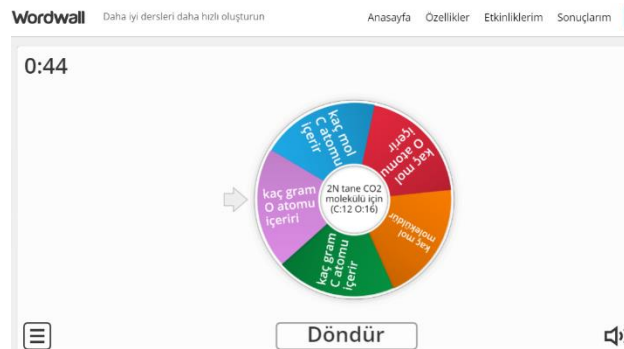 Wordwall
Daha iyi dersleri daha hızlı oluşturun
Anasayfa Özellikler Etkinliklerim Sonuçlarım
0:44
kaç mol
C atomu
içerir
kaç mol
O atomu
içerir
kaç mol
moleküldür
kaç gram
C atomu
içerir
kaç gram
O atomu
içeriri
2N tane CO2
molekülü için
(C:12 O:16)
Döndür